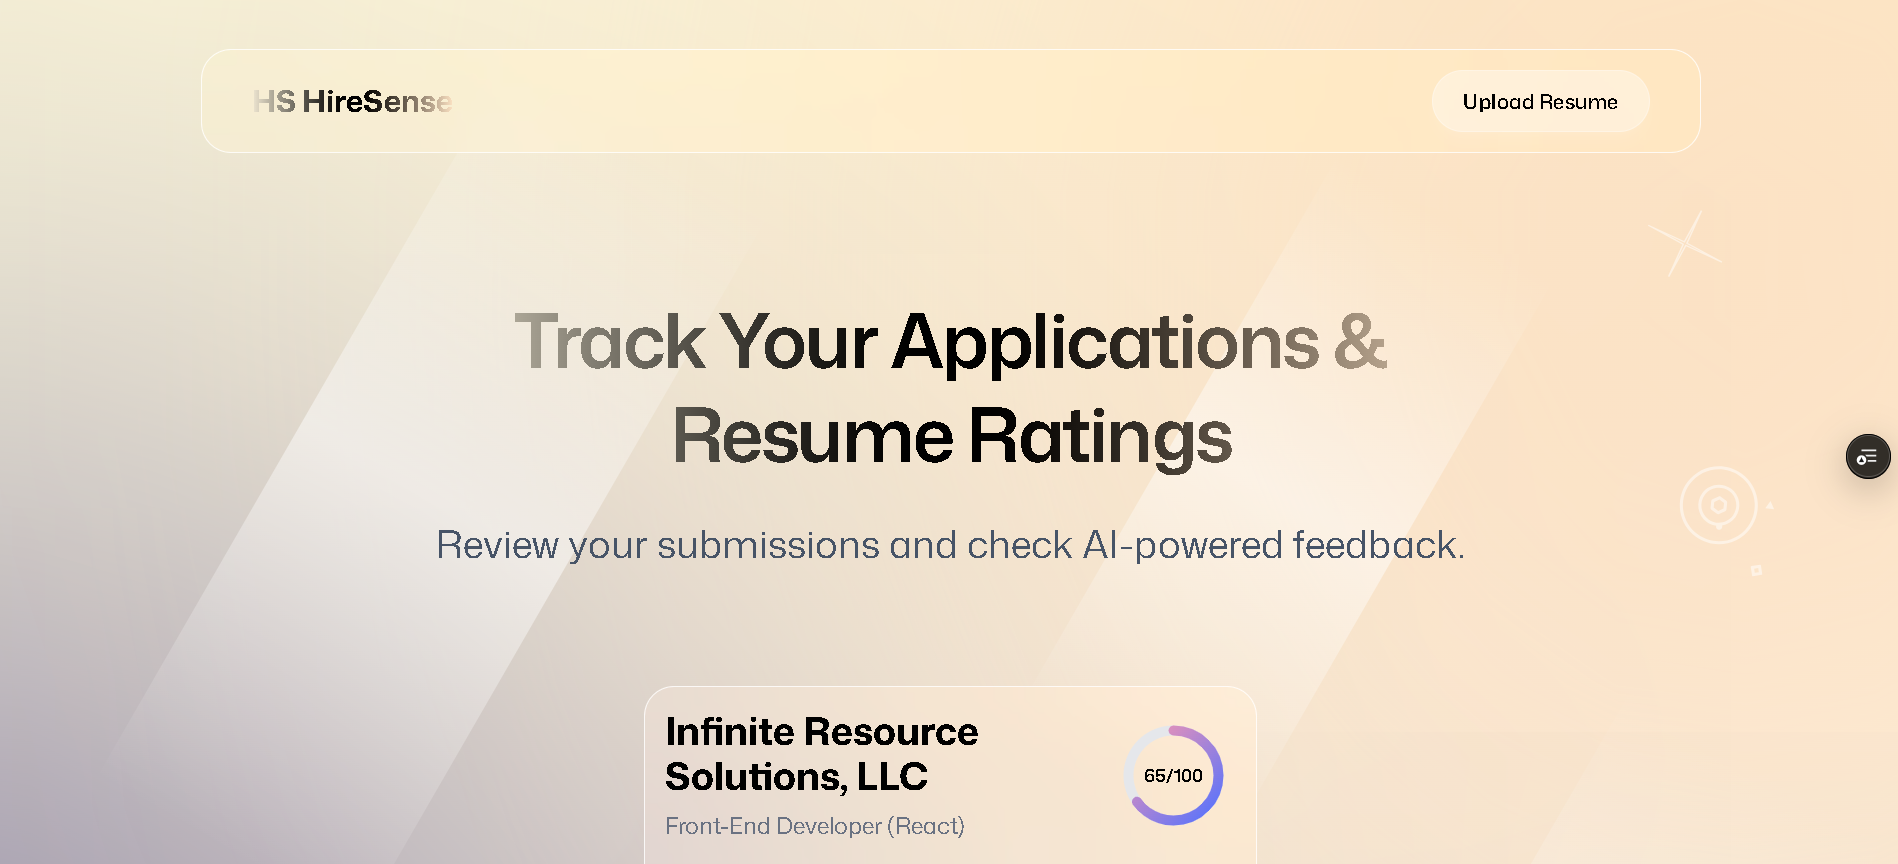 HS HireSense
Upload Resume
Track Your Applications &
Resume Ratings
Review your submissions and check AI-powered feedback.
Infinite Resource
Solutions, LLC
65/100
Front-End Developer (React)